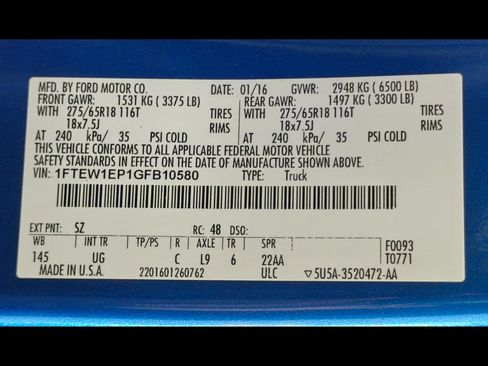 MFD. BY FORD MOTOR CO. DATE: 01/16 GVWR: 2948 KG ( 6500 LB)
FRONT GAWR: 1531 KG ( 3375 LB) REAR GAWR: 1497 KG ( 3300 LB)
WITH 275/65R18 116T TIRES WITH 275/65R18 116T TIRES
18x7.5J RIMS 18x7.5J RIMS
AT 240 kPa/ 35 PSI COLD AT 240 kPa/ 35 PSI COLD
THIS VEHICLE CONFORMS TO ALL APPLICABLE FEDERAL MOTOR VEHICLE
SAFETY STANDARDS IN EFFECT ON THE DATE OF MANUFACTURE SHOWN ABOVE.
VIN: 1FTEW1EP1GFB10580 TYPE: Truck
EXT PNT: SZ RC: 48 DSO: F0093
WB INT TR TP/PS R AXLE TR SPR T0771
145 UG C L9 6 22AA
MADE IN U.S.A. 2201601260762 ULC ▽5U5A-3520472-AA